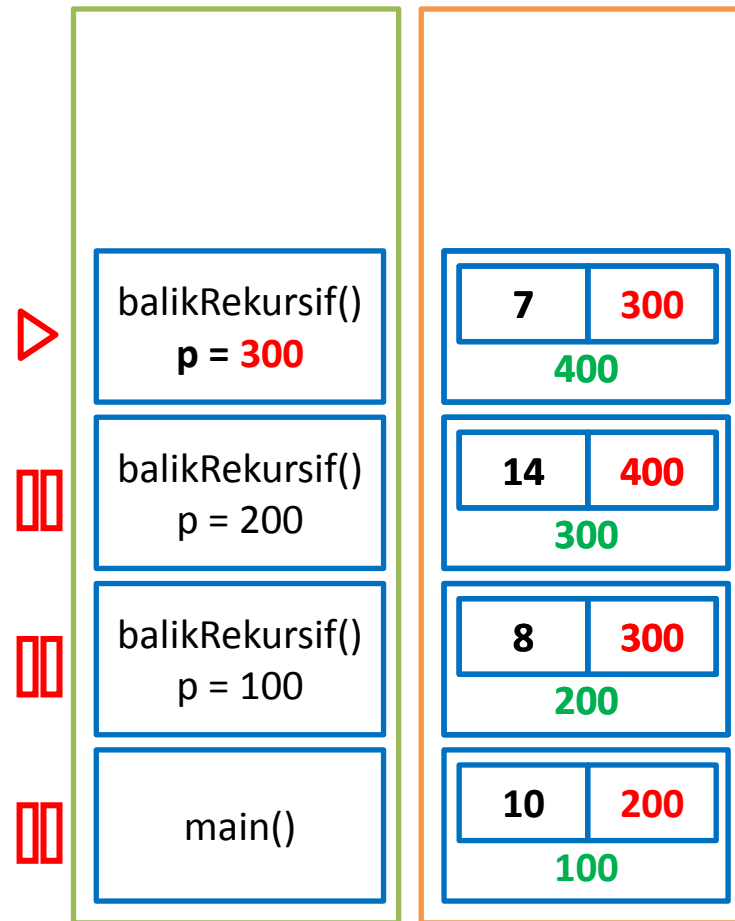 balikRekursif()
p = 300
7 300
400
balikRekursif()
p = 200
14 400
300
balikRekursif()
p = 100
8 300
200
main()
10 200
100